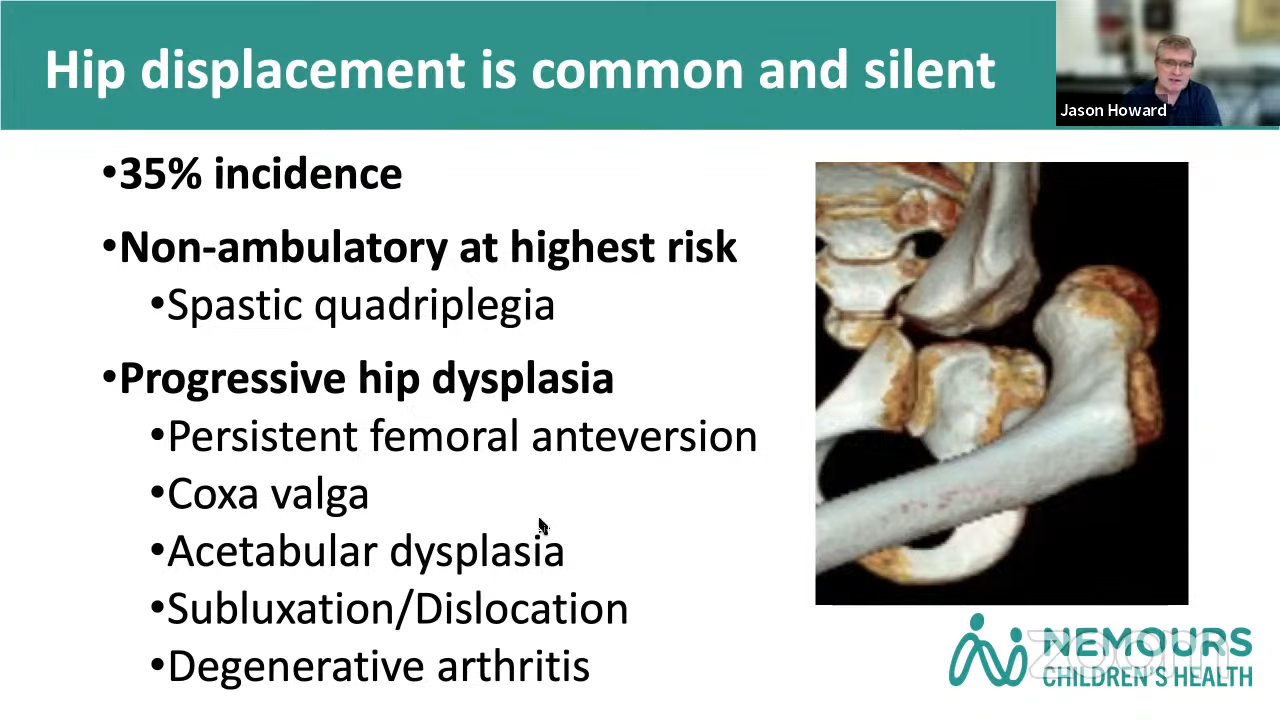 Hip displacement is common and silent
Jason Howard
•35% incidence
•Non-ambulatory at highest risk
•Spastic quadriplegia
•Progressive hip dysplasia
•Persistent femoral anteversion
•Coxa valga
•Acetabular dysplasia
•Subluxation/Dislocation
•Degenerative arthritis
NEMOURS
zoom
CHILDREN'S HEALTH